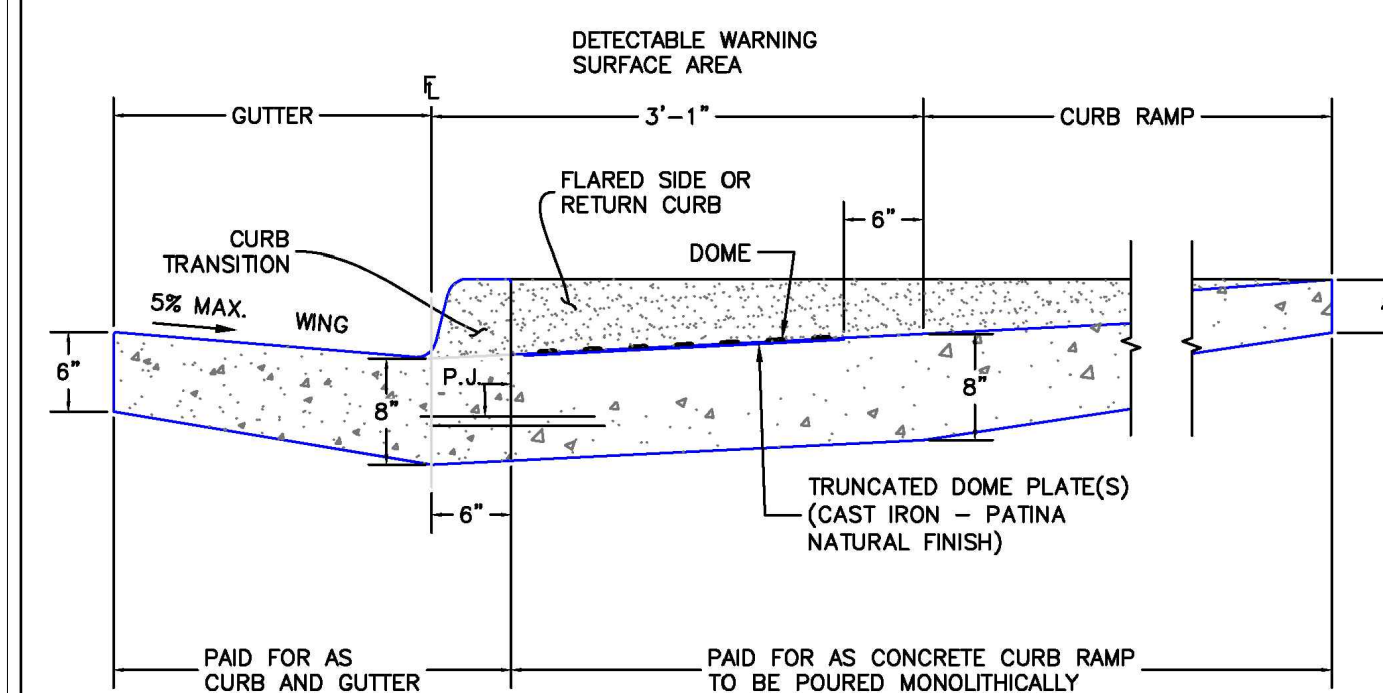 DETECTABLE WARNING
SURFACE AREA
FL
GUTTER
3'-1"
CURB RAMP
FLARED SIDE OR
RETURN CURB
6"
CURB
TRANSITION
DOME
5% MAX.
WING
6"
P.J.
8"
8"
6"
TRUNCATED DOME PLATE(S)
(CAST IRON – PATINA
NATURAL FINISH)
PAID FOR AS
CURB AND GUTTER
PAID FOR AS CONCRETE CURB RAMP
TO BE POURED MONOLITHICALLY